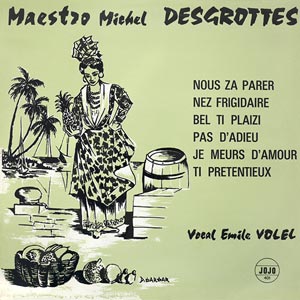 Maestro Michel DESGROTTES
NOUS ZA PARER
NEZ FRIGIDAIRE
BEL TI PLAIZI
PAS D'ADIEU
JE MEURS D'AMOUR
TI PRETENTIEUX
Vocal Emile VOLEL
JOJO